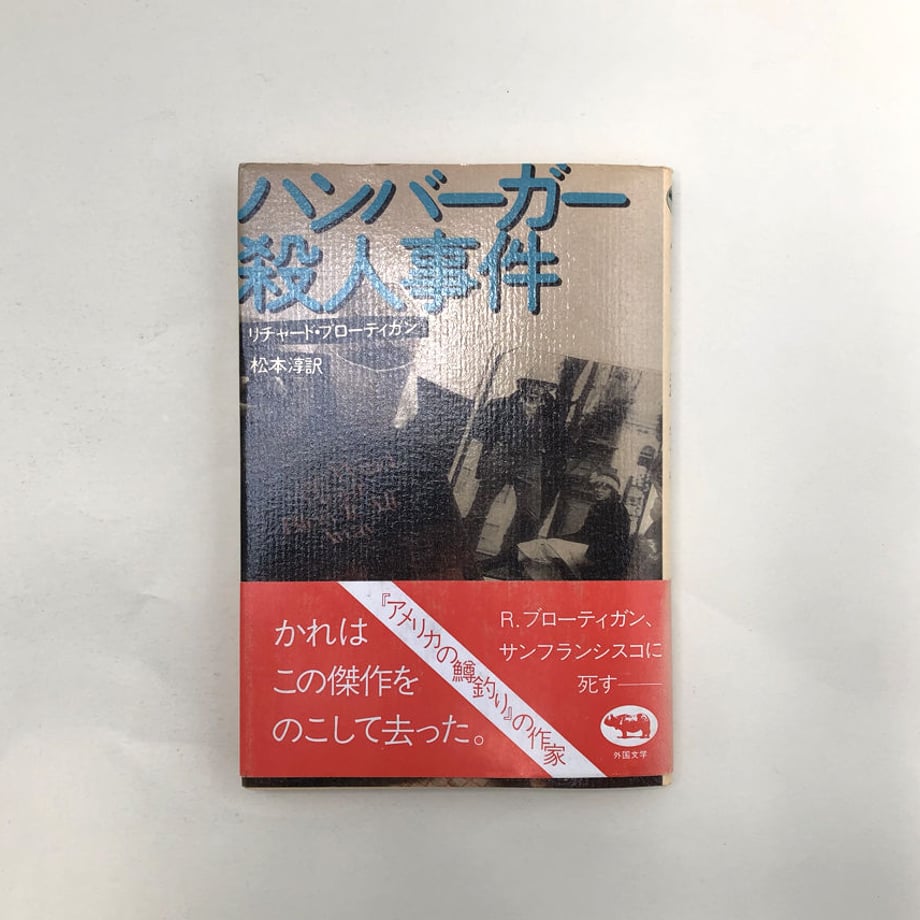 ハンバーガー
殺人事件
リチャード・ブローティガン
松本淳訳
かれは
この傑作を
のこして去った。
『アメリカの鱒釣り』の作家
R.ブローティガン、
サンフランシスコに
死す──
外国文学